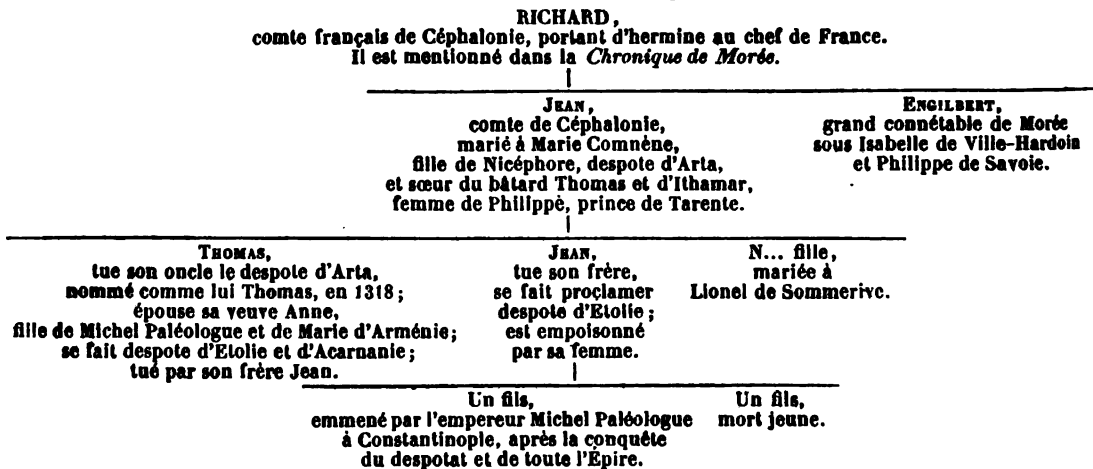 RICHARD,
comte français de Céphalonie, portant d'hermine au chef de France.
Il est mentionné dans la Chronique de Morée.
JEAN,
comte de Céphalonie,
marié à Marie Comnène,
fille de Nicéphore, despote d'Arta,
et sœur du bâtard Thomas et d'Ithamar,
femme de Philippe, prince de Tarente.
ENGILBERT,
grand connétable de Morée
sous Isabelle de Ville-Hardoin
et Philippe de Savoie.
THOMAS,
tue son oncle le despote d'Arta,
nommé comme lui Thomas, en 1318;
épouse sa veuve Anne,
fille de Michel Paléologue et de Marie d'Arménie;
se fait despote d'Etolie et d'Acarnanie;
tué par son frère Jean.
JEAN,
tue son frère,
se fait proclamer
despote d'Etolie;
est empoisonné
par sa femme.
N... fille,
mariée à
Lionel de Sommerive.
Un fils,
emmené par l'empereur Michel Paléologue
à Constantinople, après la conquête
du despotat et de toute l'Épire.
Un fils,
mort jeune.